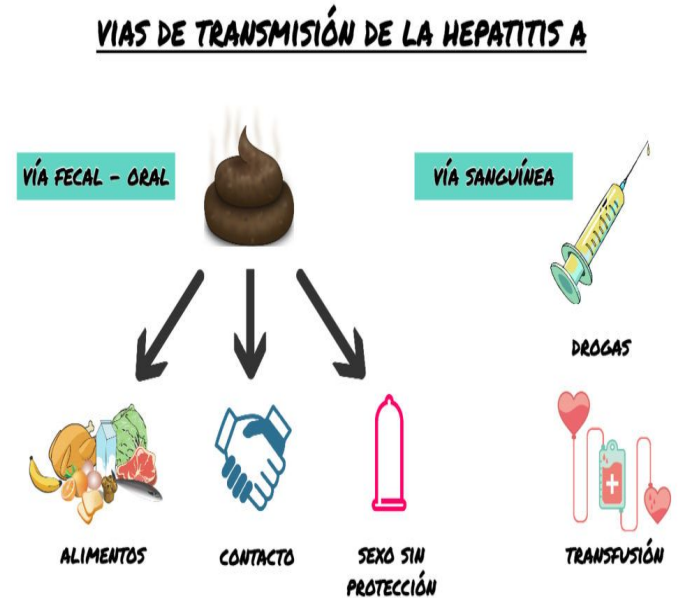 VIAS DE TRANSMISIÓN DE LA HEPATITIS A
VÍA FECAL - ORAL
VÍA SANGUÍNEA
DROGAS
ALIMENTOS
CONTACTO
SEXO SIN
PROTECCIÓN
TRANSFUSIÓN